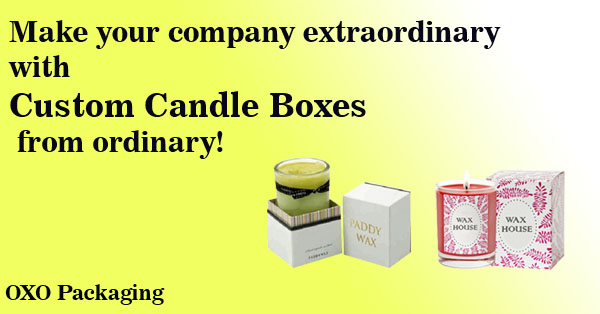 Make your company extraordinary
with
Custom Candle Boxes
from ordinary!
PADDY
WAX
WAX
HOUSE
WAX
HOUSE
OXO Packaging